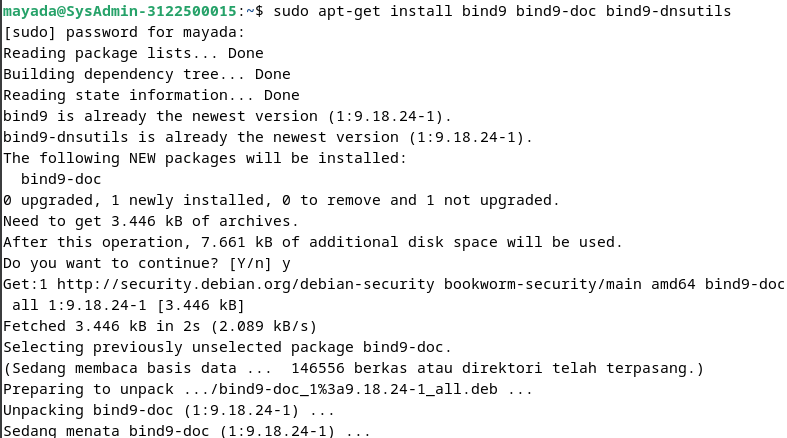 mayada@SysAdmin-3122500015:~$ sudo apt-get install bind9 bind9-doc bind9-dnsutils
[sudo] password for mayada:
Reading package lists... Done
Building dependency tree... Done
Reading state information... Done
bind9 is already the newest version (1:9.18.24-1).
bind9-dnsutils is already the newest version (1:9.18.24-1).
The following NEW packages will be installed:
  bind9-doc
0 upgraded, 1 newly installed, 0 to remove and 1 not upgraded.
Need to get 3.446 kB of archives.
After this operation, 7.661 kB of additional disk space will be used.
Do you want to continue? [Y/n] y
Get:1 http://security.debian.org/debian-security bookworm-security/main amd64 bind9-doc
 all 1:9.18.24-1 [3.446 kB]
Fetched 3.446 kB in 2s (2.089 kB/s)
Selecting previously unselected package bind9-doc.
(Sedang membaca basis data ...  146556 berkas atau direktori telah terpasang.)
Preparing to unpack .../bind9-doc_1%3a9.18.24-1_all.deb ...
Unpacking bind9-doc (1:9.18.24-1) ...
Sedang menata bind9-doc (1:9.18.24-1) ...